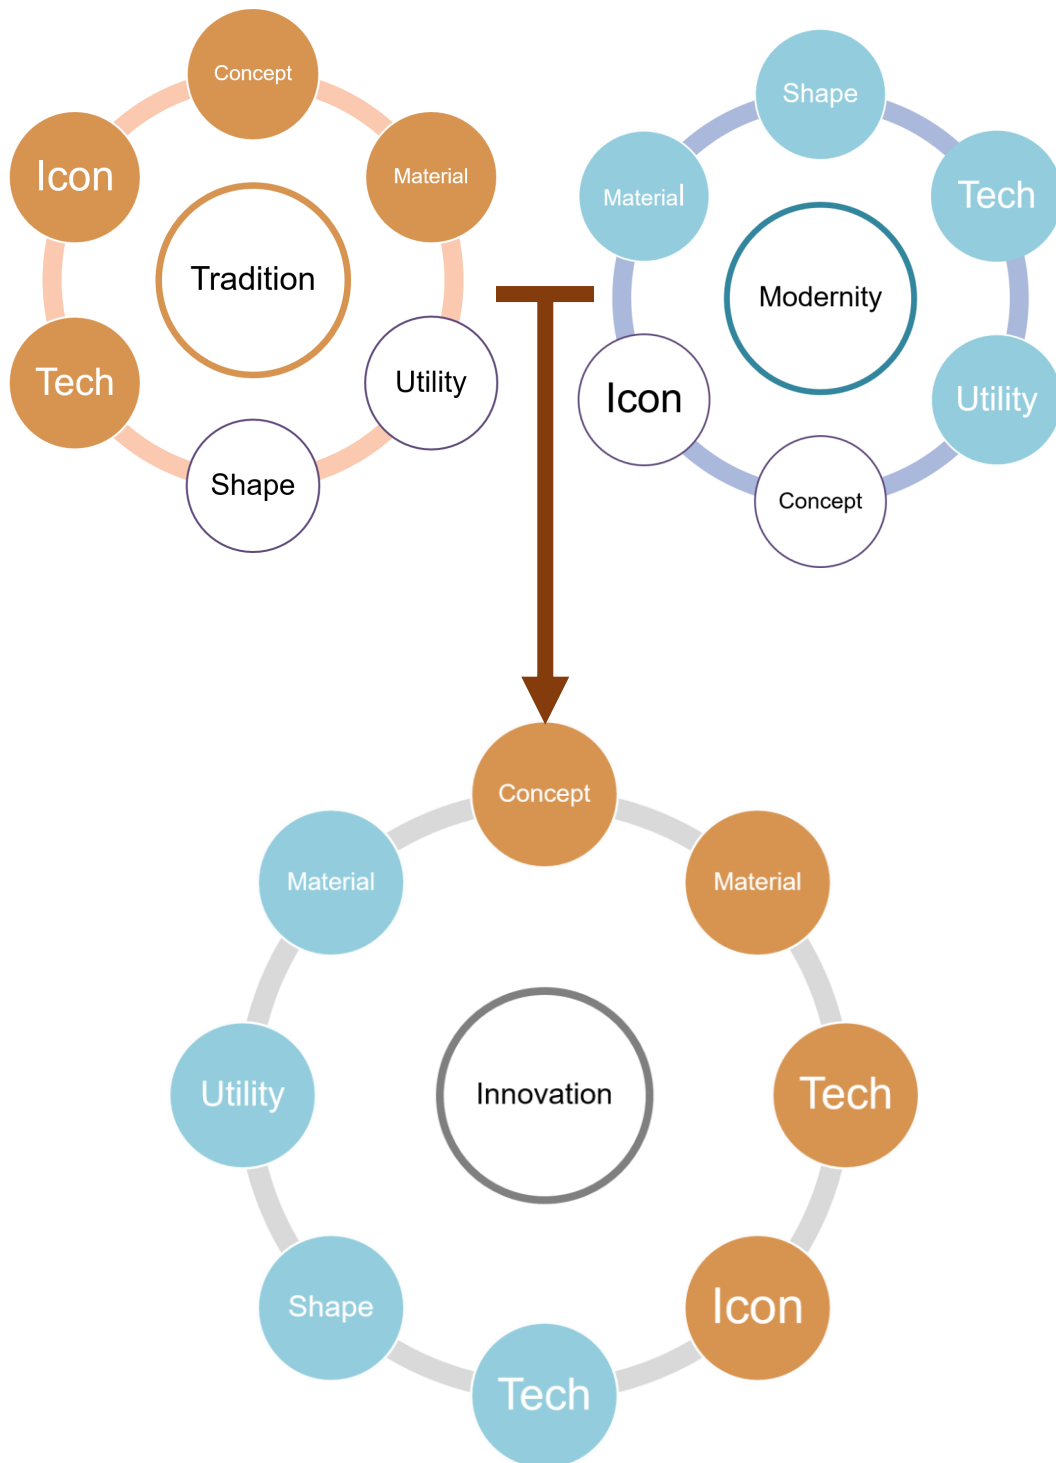 Concept
Icon
Material
Tradition
Tech
Utility
Shape
Shape
Material
Tech
Modernity
Icon
Utility
Concept
Concept
Material
Material
Utility
Innovation
Tech
Shape
Icon
Tech